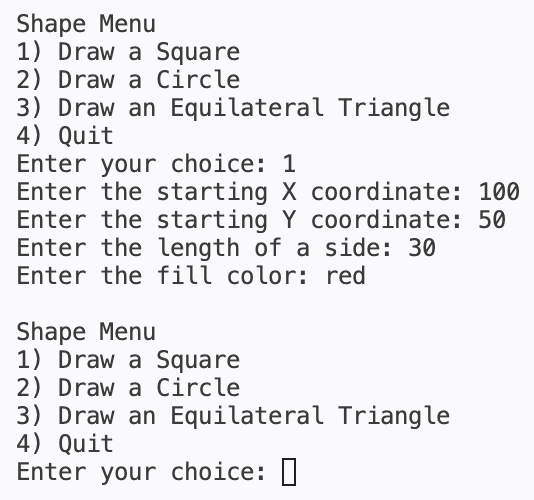 Shape Menu
1) Draw a Square
2) Draw a Circle
3) Draw an Equilateral Triangle
4) Quit
Enter your choice: 1
Enter the starting X coordinate: 100
Enter the starting Y coordinate: 50
Enter the length of a side: 30
Enter the fill color: red

Shape Menu
1) Draw a Square
2) Draw a Circle
3) Draw an Equilateral Triangle
4) Quit
Enter your choice: